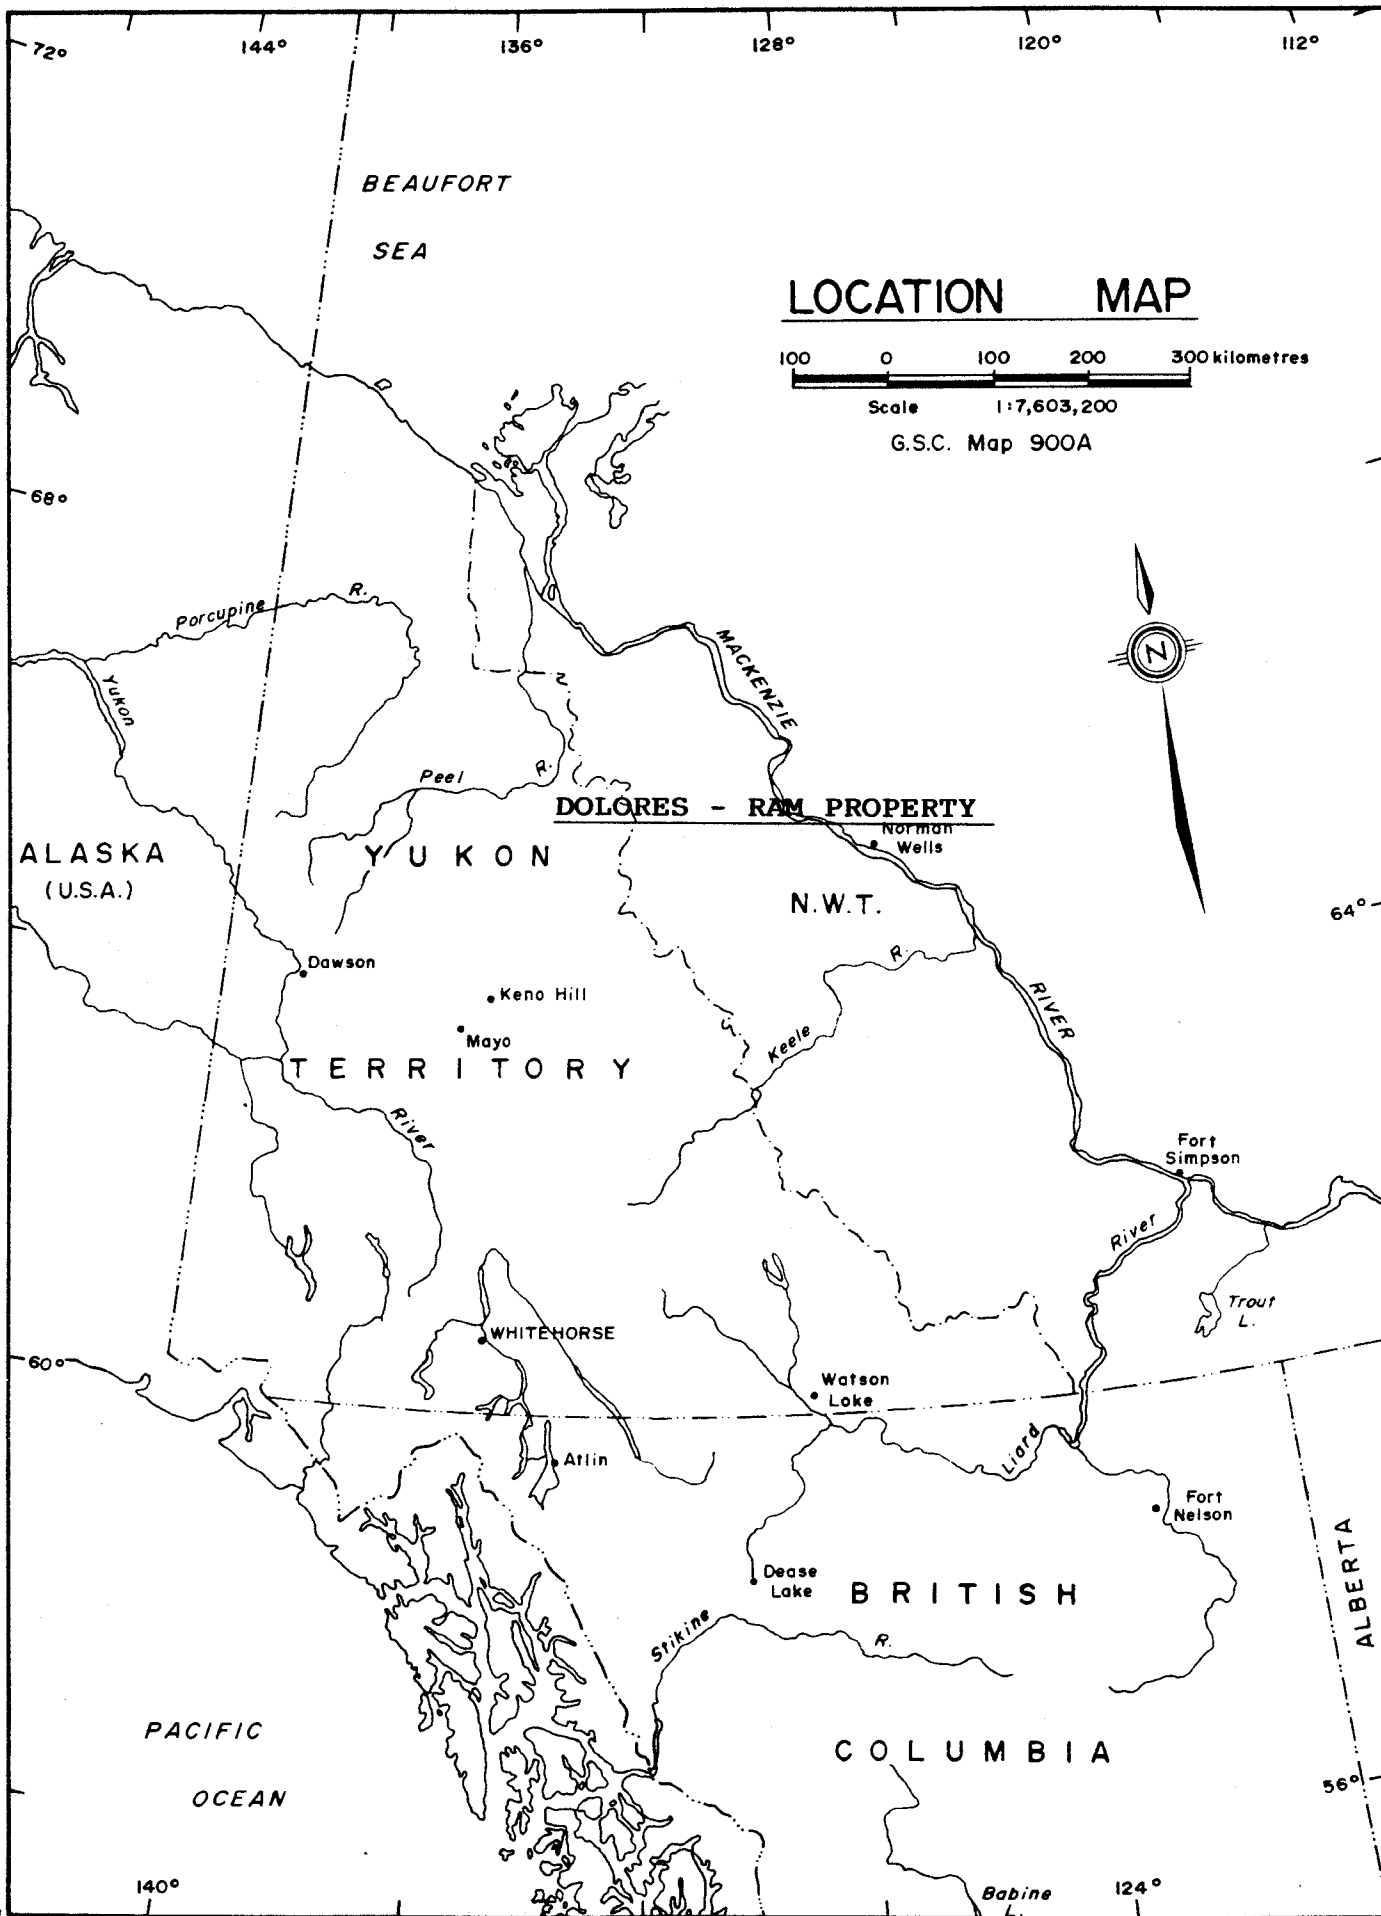 72°
144°
136°
128°
120°
112°
BEAUFORT
SEA
LOCATION MAP
100 0 100 200 300 kilometres
Scale 1:7,603,200
G.S.C. Map 900A
68°
Porcupine R.
Yukon
MACKENZIE
N
Peel R.
DOLORES - RAM PROPERTY
Norman
Wells
ALASKA
(U.S.A.)
YUKON
N.W.T.
64°
R.
Dawson
Keno Hill
RIVER
Mayo
Keele
TERRITORY
River
Fort
Simpson
River
Trout
L.
WHITEHORSE
60°
Watson
Lake
Liard
Atlin
Fort
Nelson
ALBERTA
Dease
Lake
BRITISH
Stikine R.
PACIFIC
OCEAN
COLUMBIA
56°
140°
124°
Babine
L.